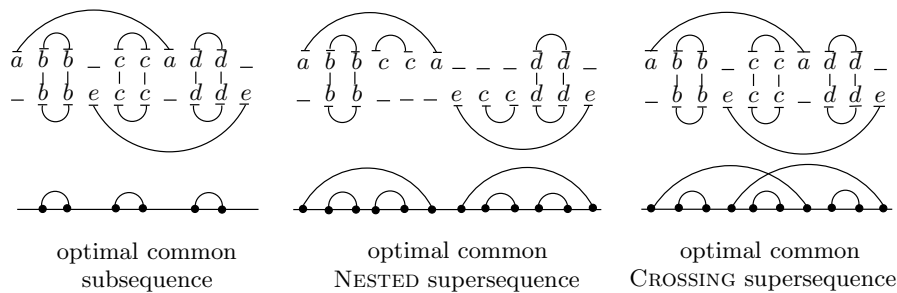 a b b _ c c a d d _
_ b b e c c _ d d e
optimal common
subsequence
a b b c c a _ _ _ d d _
_ b b _ _ _ e c c d d e
optimal common
NESTED supersequence
a b b _ c c a d d _
_ b b e c c _ d d e
optimal common
CROSSING supersequence